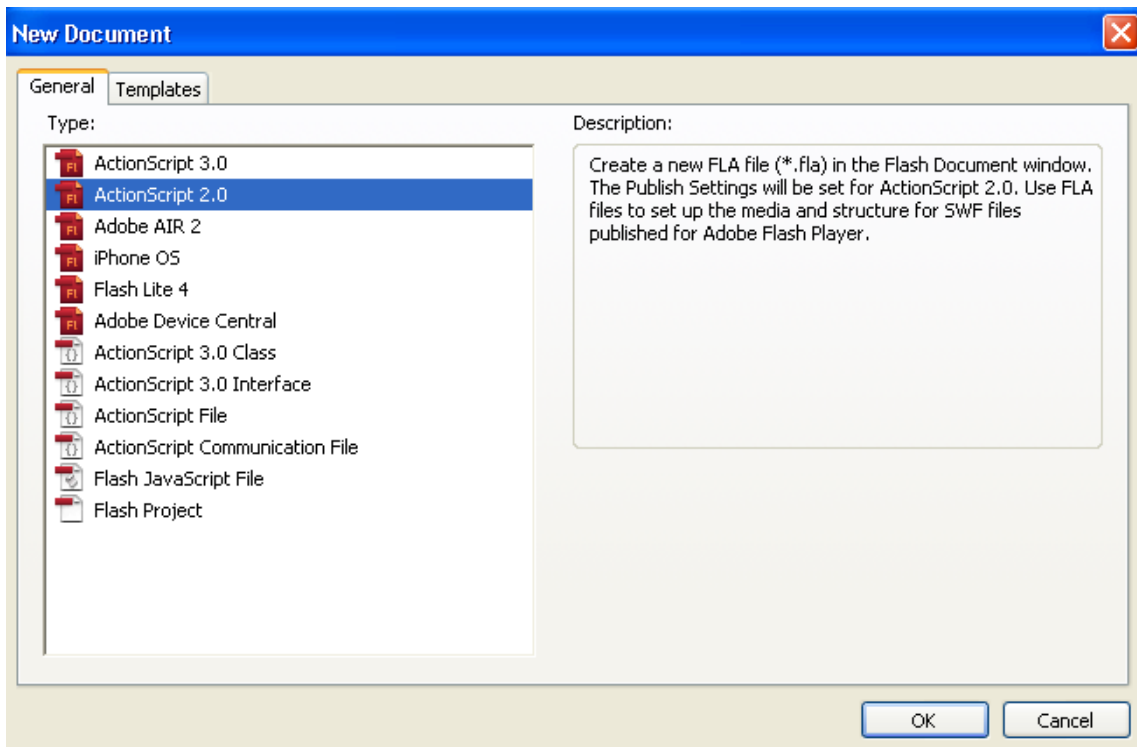 New Document
General
Templates
Type:
ActionScript 3.0
ActionScript 2.0
Adobe AIR 2
iPhone OS
Flash Lite 4
Adobe Device Central
ActionScript 3.0 Class
ActionScript 3.0 Interface
ActionScript File
ActionScript Communication File
Flash JavaScript File
Flash Project
Description:
Create a new FLA file (*.fla) in the Flash Document window.
The Publish Settings will be set for ActionScript 2.0. Use FLA
files to set up the media and structure for SWF files
published for Adobe Flash Player.
OK
Cancel